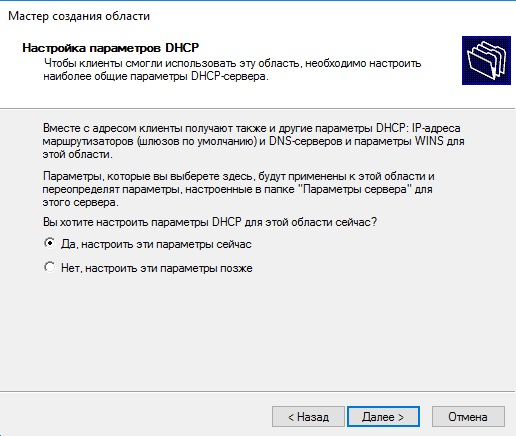 Мастер создания области
Настройка параметров DHCP
Чтобы клиенты смогли использовать эту область, необходимо настроить
наиболее общие параметры DHCP-сервера.
Вместе с адресом клиенты получают также и другие параметры DHCP: IP-адреса
маршрутизаторов (шлюзов по умолчанию) и DNS-серверов и параметры WINS для
этой области.
Параметры, которые вы выберете здесь, будут применены к этой области и
переопределят параметры, настроенные в папке "Параметры сервера" для
этого сервера.
Вы хотите настроить параметры DHCP для этой области сейчас?
Да, настроить эти параметры сейчас
Нет, настроить эти параметры позже
< Назад
Далее >
Отмена